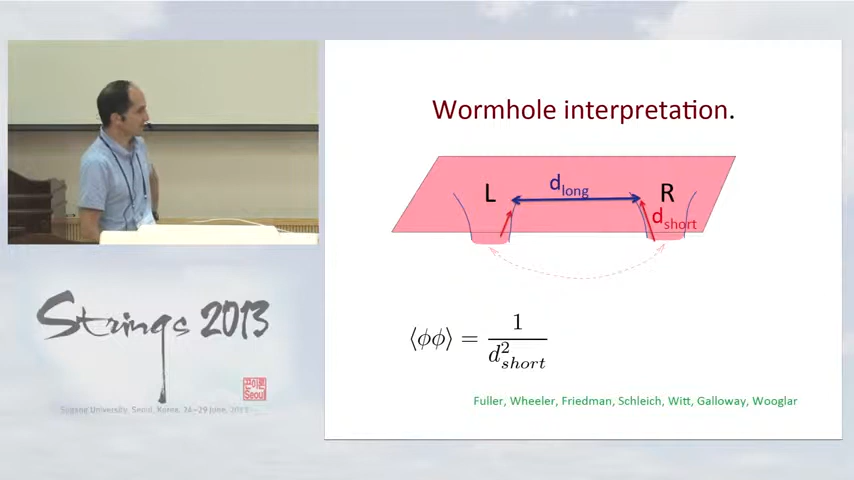 Wormhole interpretation.
L
d_long
R
d_short
⟨ϕϕ⟩ = 1 / d²_short
Fuller, Wheeler, Friedman, Schleich, Witt, Galloway, Wooglar
Strings 2013
Seoul
Sogang University, Seoul, Korea, 24-29 June, 2013